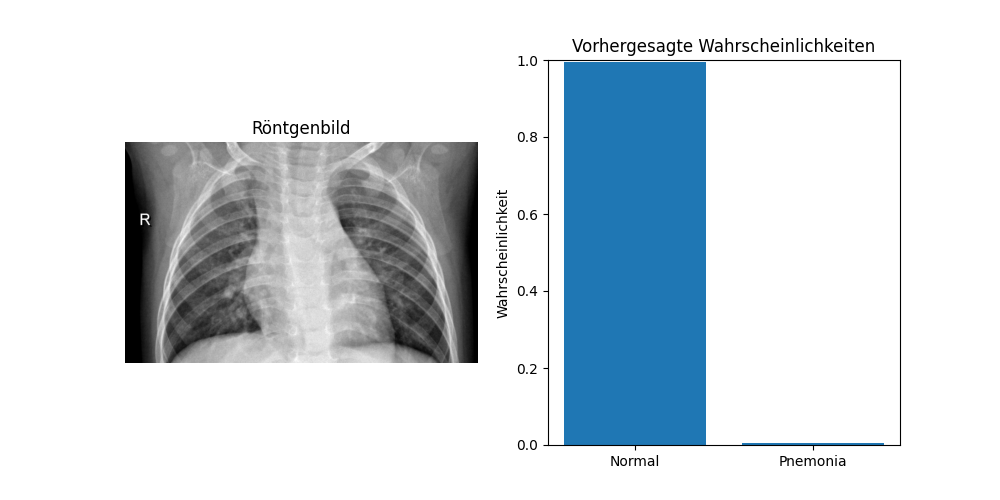 Röntgenbild
R
Vorhergesagte Wahrscheinlichkeiten
Wahrscheinlichkeit
1.0
0.8
0.6
0.4
0.2
0.0
Normal
Pnemonia